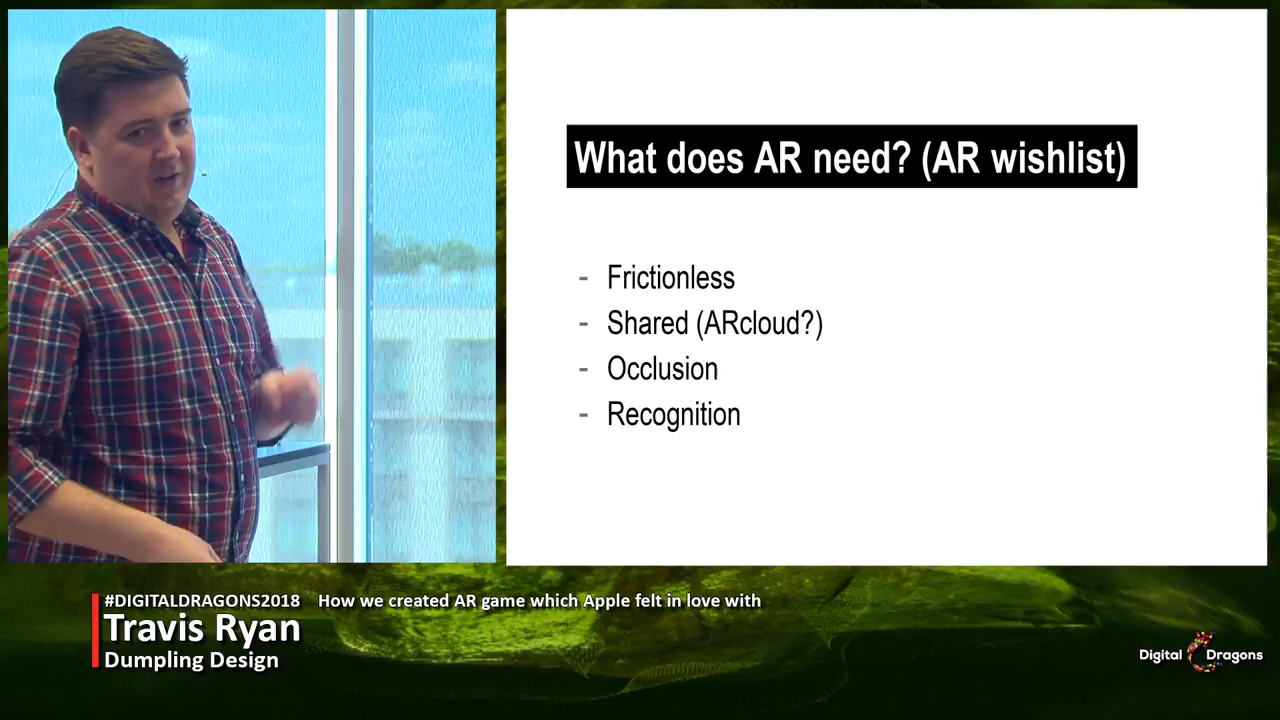 What does AR need? (AR wishlist)
- Frictionless
- Shared (ARcloud?)
- Occlusion
- Recognition
#DIGITALDRAGONS2018 How we created AR game which Apple felt in love with
Travis Ryan
Dumpling Design
Digital Dragons